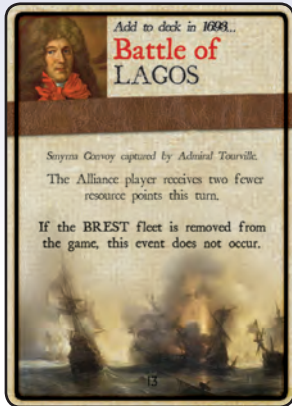 Add to deck in
Battle of
LAGOS
Smyrna Convoy captured by Admiral Tourville.
The Alliance player receives two fewer
resource points this turn.
If the BREST fleet is removed from
the game, this event does not occur.
13